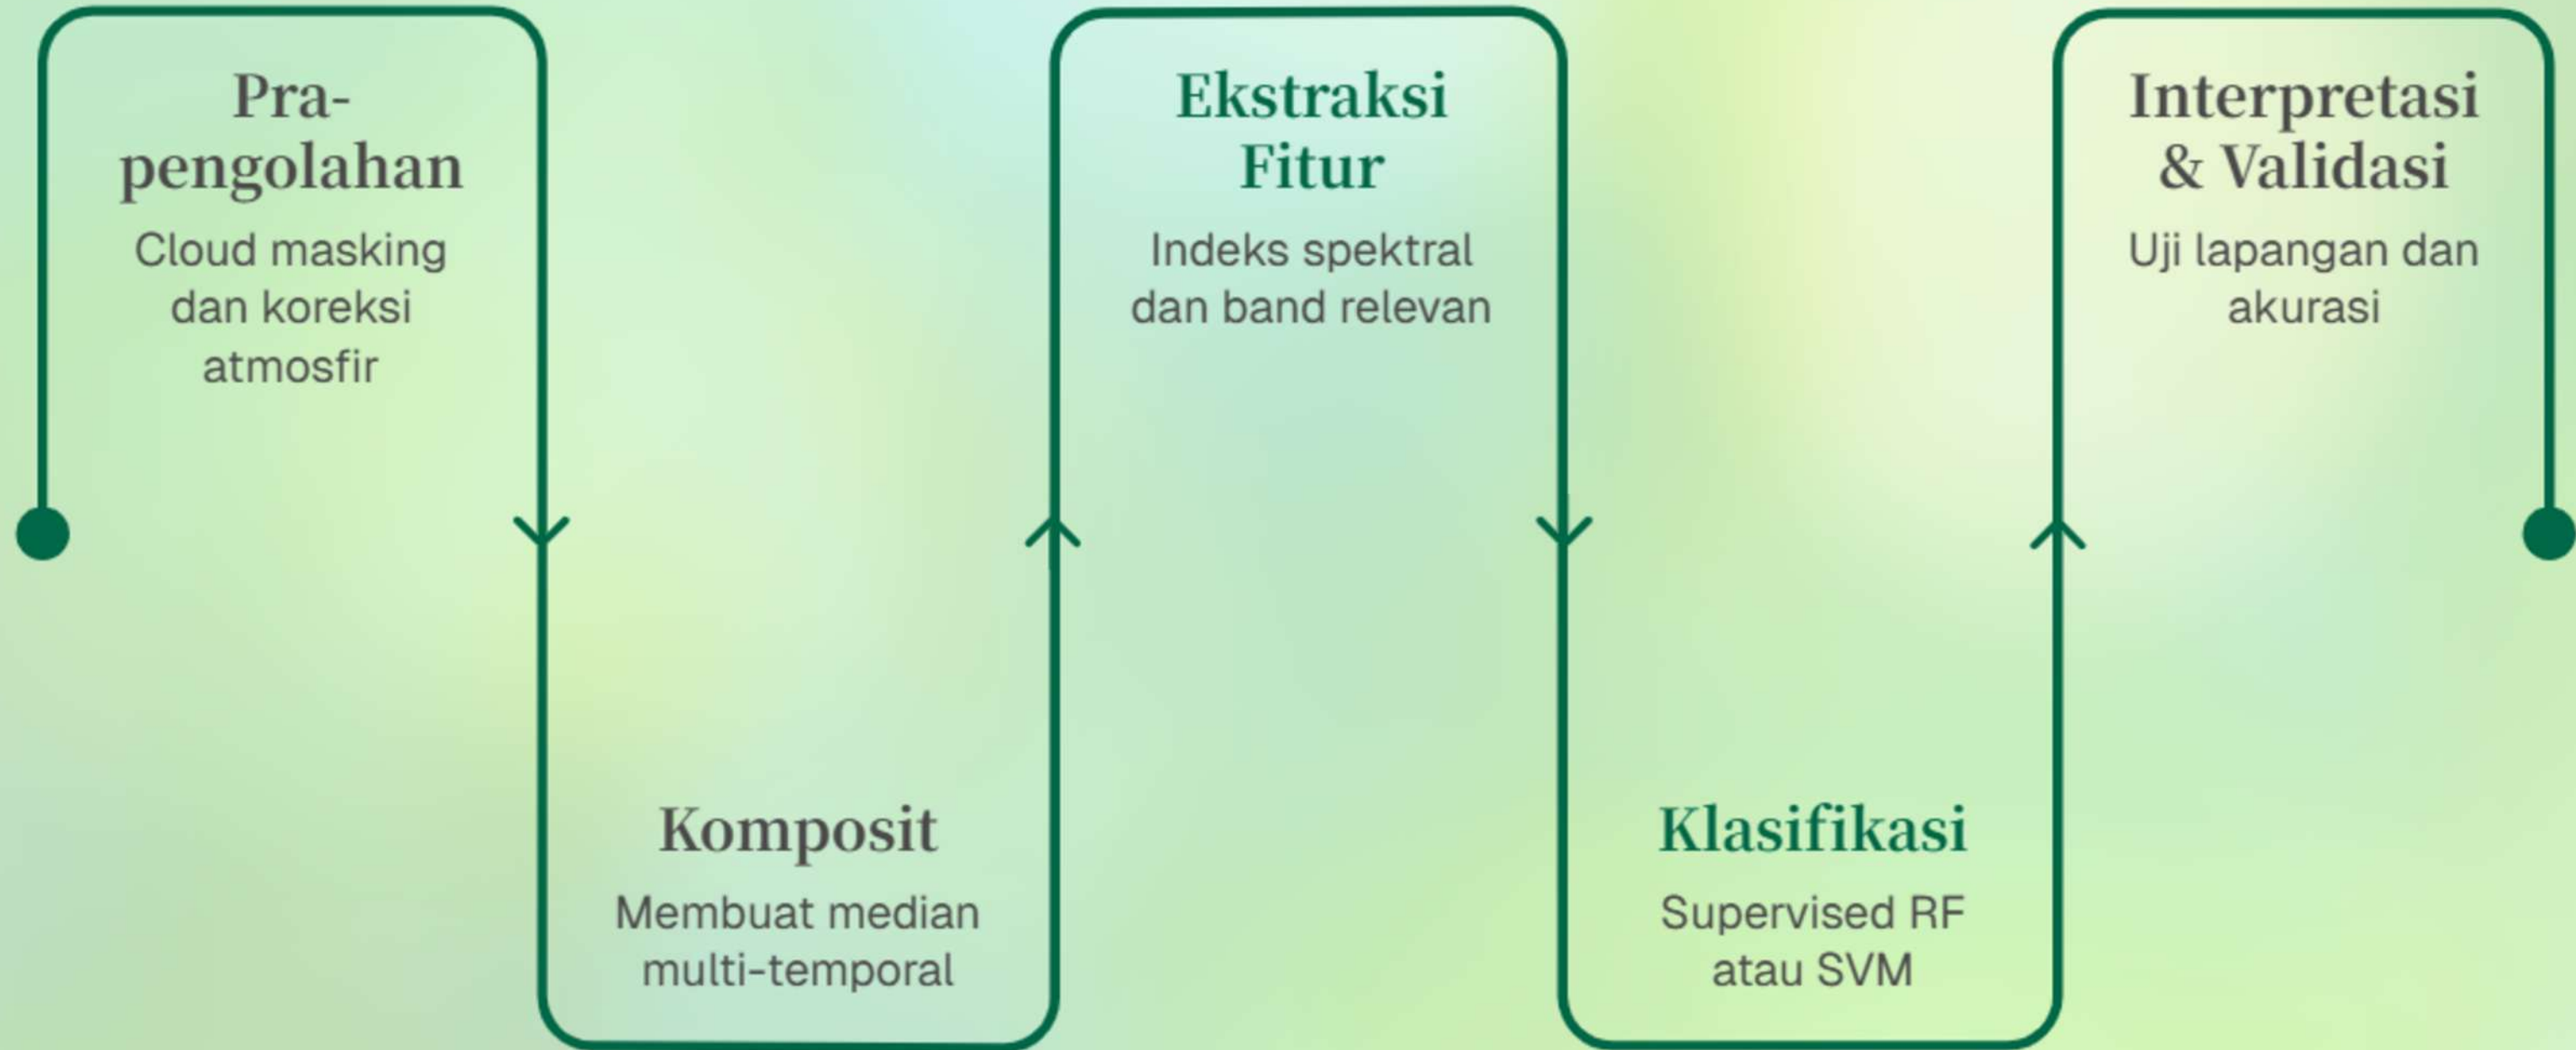 Pra-
pengolahan
Cloud masking
dan koreksi
atmosfir
Komposit
Membuat median
multi-temporal
Ekstraksi
Fitur
Indeks spektral
dan band relevan
Klasifikasi
Supervised RF
atau SVM
Interpretasi
& Validasi
Uji lapangan dan
akurasi